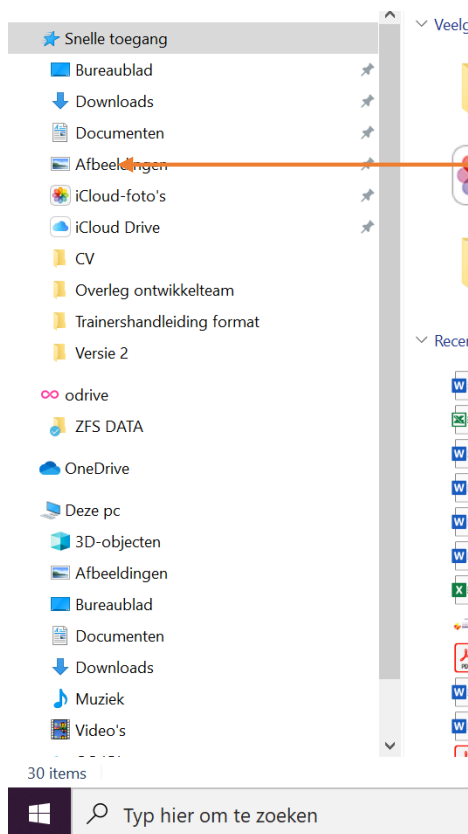 Snelle toegang
Bureaublad
Downloads
Documenten
Afbeeldingen
iCloud-foto's
iCloud Drive
CV
Overleg ontwikkelteam
Trainershandleiding format
Versie 2
odrive
ZFS DATA
OneDrive
Deze pc
3D-objecten
Afbeeldingen
Bureaublad
Documenten
Downloads
Muziek
Video's
30 items
Typ hier om te zoeken
Veelg
Recen